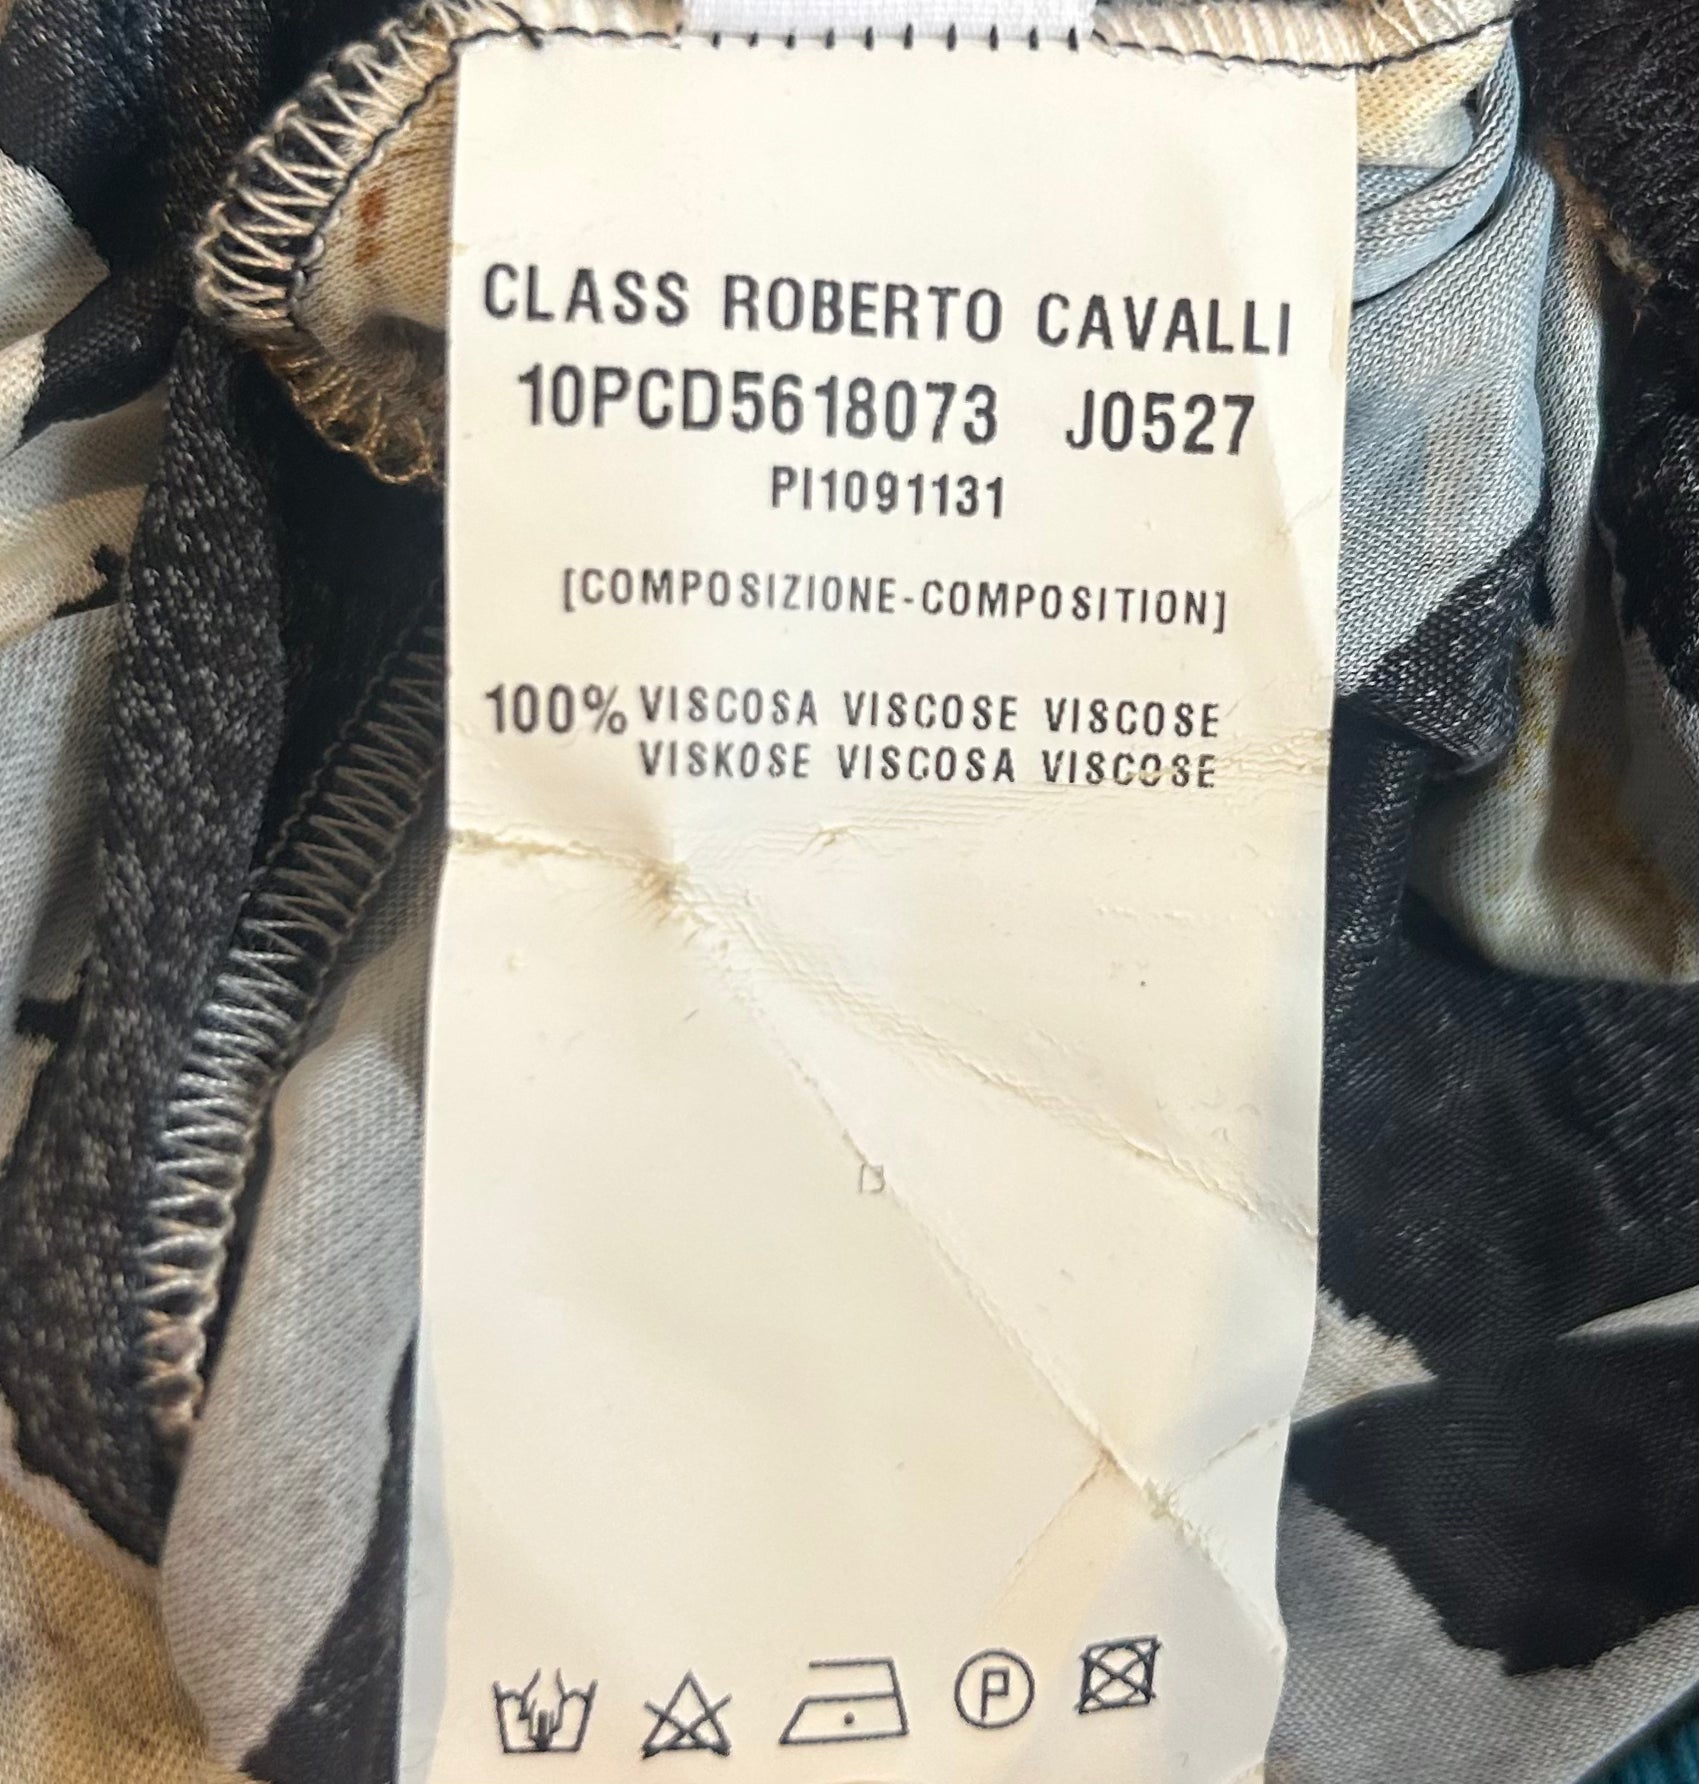 CLASS ROBERTO CAVALLI
10PCD5618073 J0527
PI1091131
[COMPOSIZIONE-COMPOSITION]
100% VISCOSA VISCOSE VISCOSE
VISKOSE VISCOSA VISCOSE
P